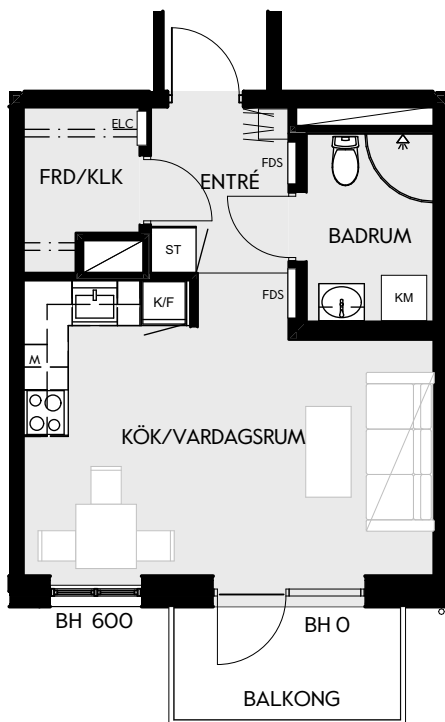 ELC
FRD/KLK
ENTRÉ
FDS
BADRUM
ST
K/F
FDS
KM
M
KÖK/VARDAGSRUM
BH 600
BH 0
BALKONG